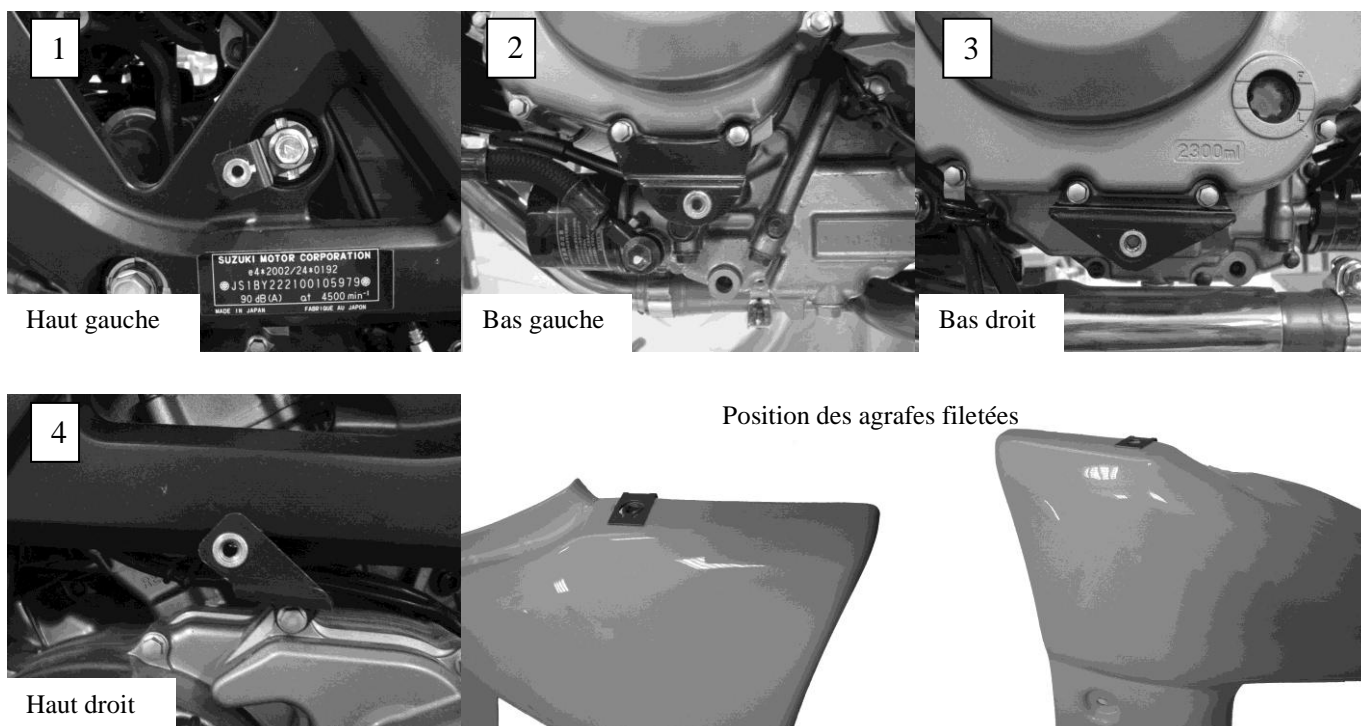 1
SUZUKI MOTOR CORPORATION
e4*2002/24*0192
JS1BY222100105979
90 dB(A) at 4500 min⁻¹
MADE IN JAPAN FABRIQUE AU JAPON
Haut gauche
2
Bas gauche
3
2300ml
F
L
Bas droit
4
Haut droit
Position des agrafes filetées